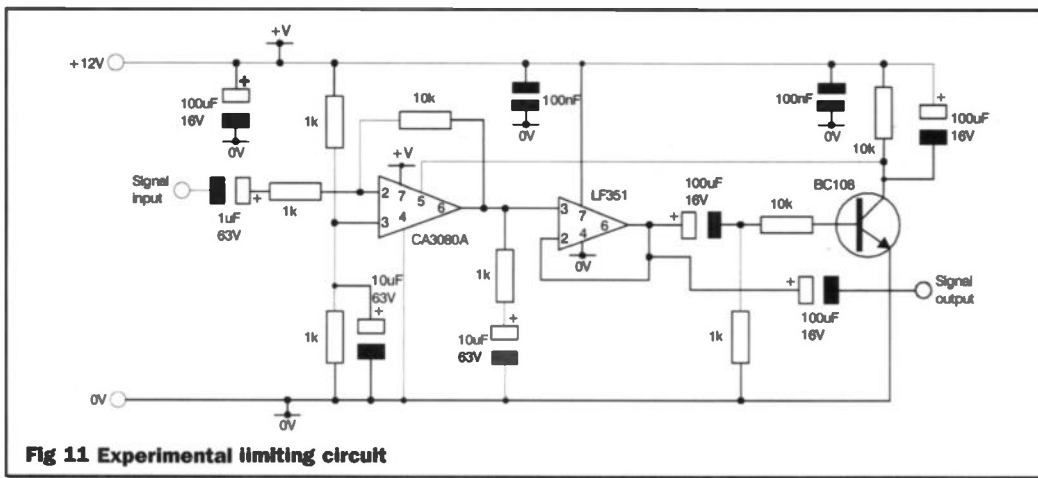 +V
+12V
100uF
16V
+
0V
1k
10k
100nF
0V
100nF
0V
10k
+
100uF
16V
Signal
input
1uF
63V
+
1k
+V
2
7
5
6
3
4
CA3080A
LF351
3
7
6
2
4
0V
100uF
16V
+
10k
BC108
1k
10uF
63V
+
1k
+
10uF
63V
1k
+
100uF
16V
Signal
output
0V
0V
Fig 11 Experimental limiting circuit